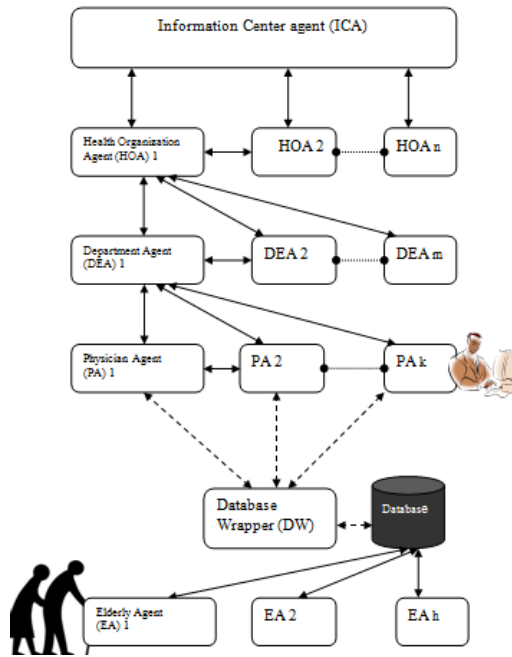 Information Center agent (ICA)
Health Organization
Agent (HOA) 1
HOA 2
HOA n
Department Agent
(DEA) 1
DEA 2
DEA m
Physician Agent
(PA) 1
PA 2
PA k
Database
Wrapper (DW)
Database
Elderly Agent
(EA) 1
EA 2
EA h